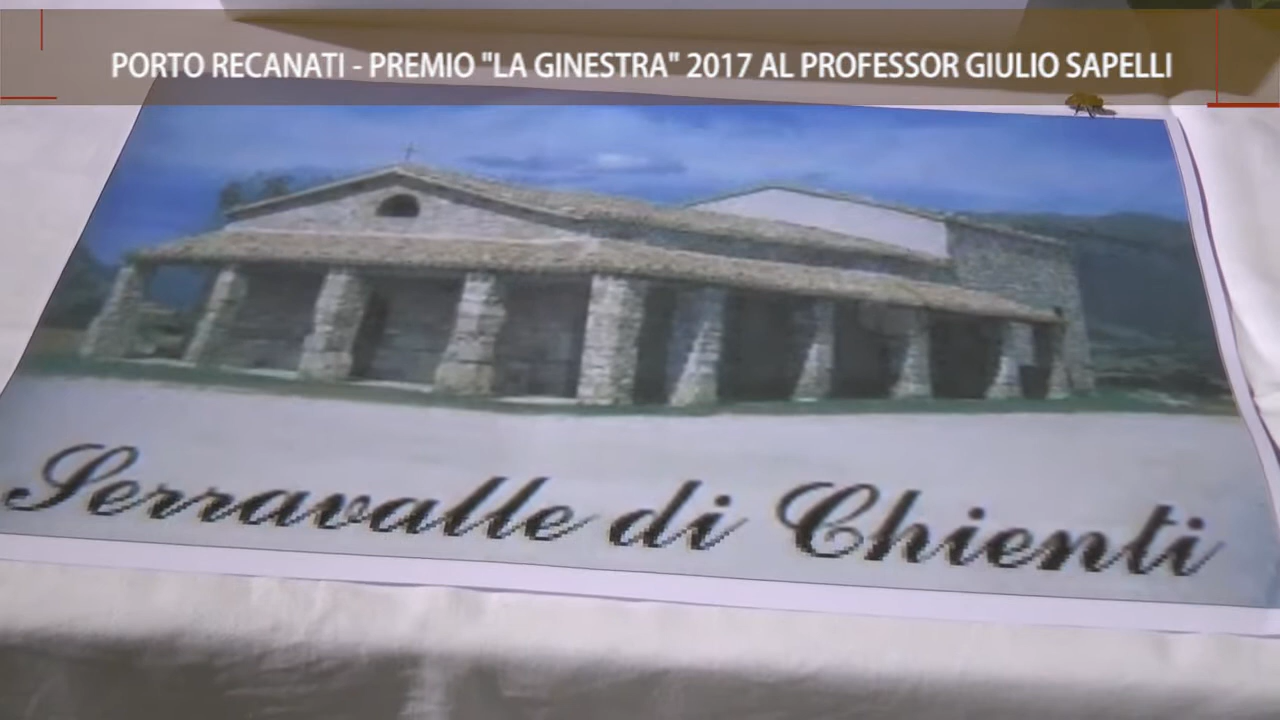 PORTO RECANATI - PREMIO "LA GINESTRA" 2017 AL PROFESSOR GIULIO SAPELLI
Serravalle di Chienti